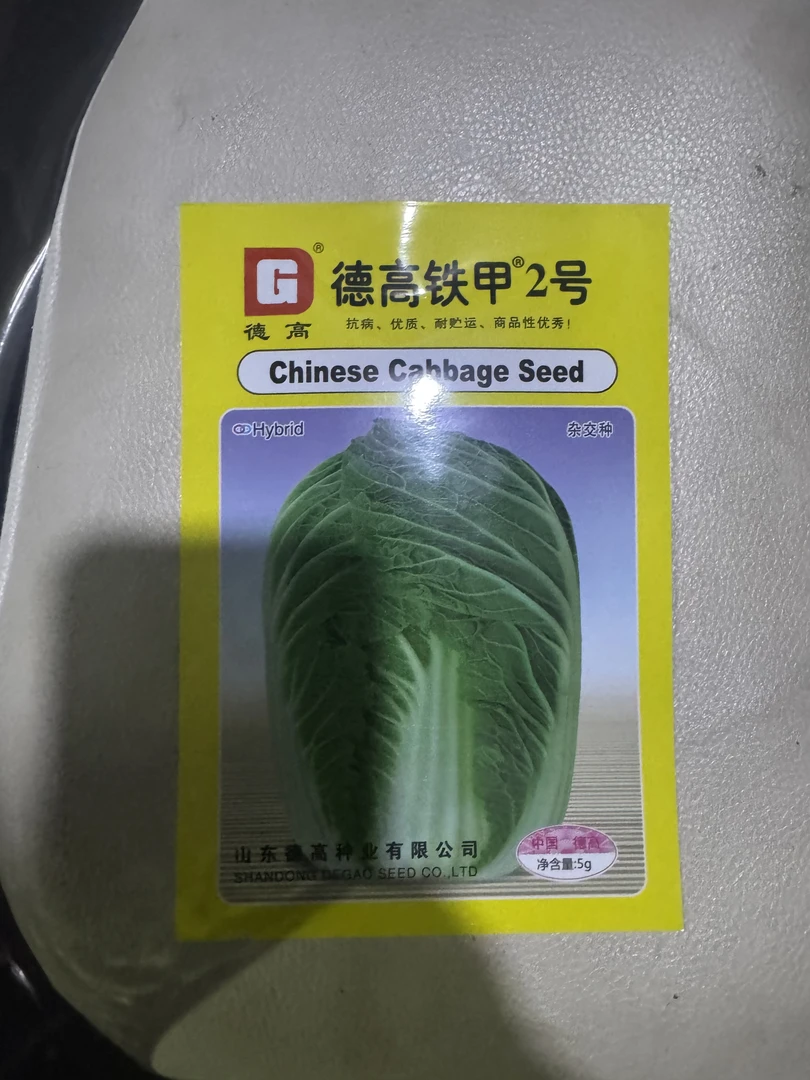 G®
德高铁甲®2号
德高
抗病、优质、耐贮运、商品性优秀!
Chinese Cabbage Seed
Hybrid
杂交种
山东德高种业有限公司
SHANDONG DEGAO SEED CO.,LTD
中国 德高
净含量:5g